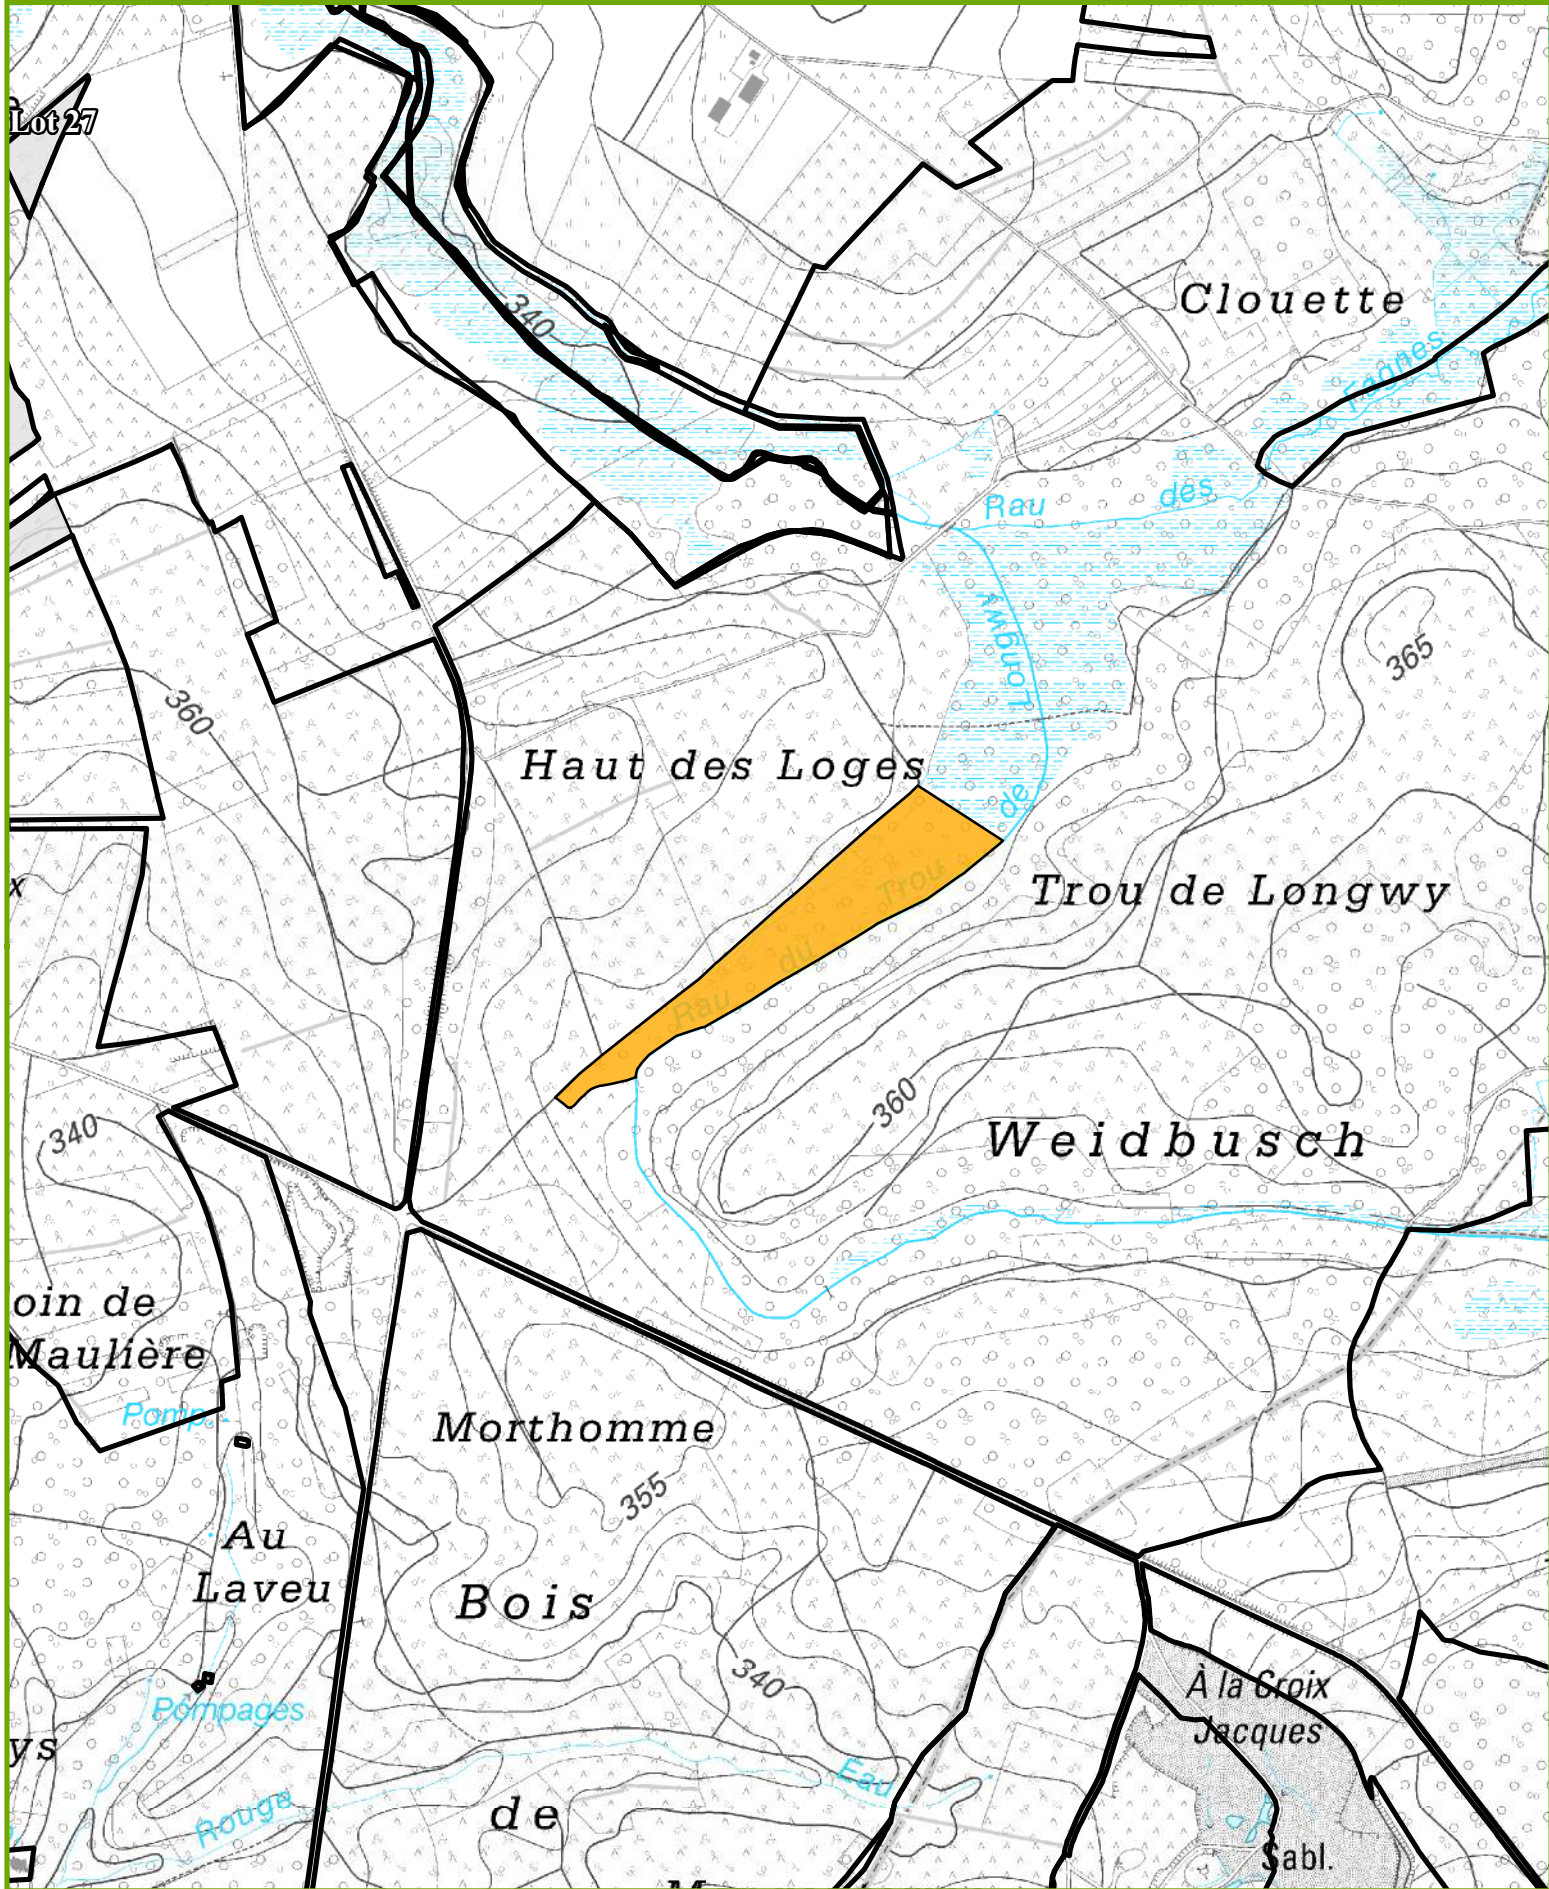 Lot 27
Clouette
340
Fagnes
Rau des
Longwy
365
360
Haut des Loges
de
Trou de Longwy
x
Trou
du
Rau
360
340
Weidbusch
oin de
Maulière
Pomp.
Morthomme
355
Au
Laveu
Bois
340
À la Croix
Jacques
Pompages
ys
Eau
Rouge
de
Sabl.